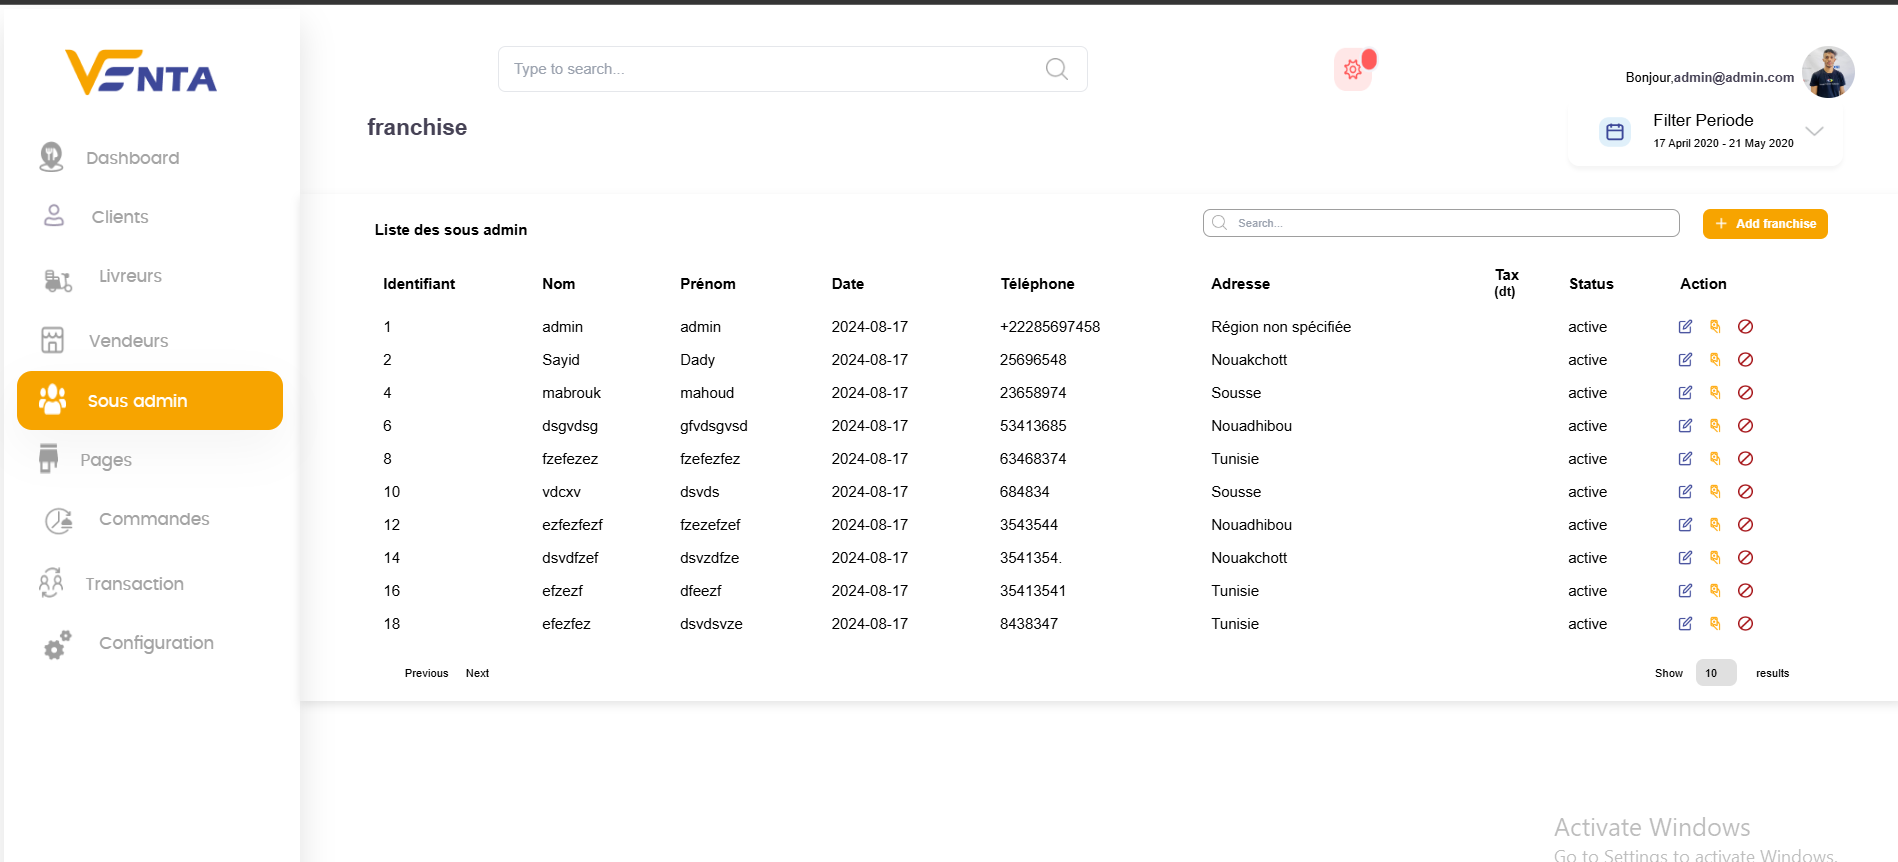 VENTA
Type to search...
Bonjour,admin@admin.com
franchise
Filter Periode
17 April 2020 - 21 May 2020
Dashboard
Clients
Livreurs
Vendeurs
Sous admin
Pages
Commandes
Transaction
Configuration
Liste des sous admin
Search...
+ Add franchise
Identifiant Nom Prénom Date Téléphone Adresse Tax (dt) Status Action
1 admin admin 2024-08-17 +22285697458 Région non spécifiée active
2 Sayid Dady 2024-08-17 25696548 Nouakchott active
4 mabrouk mahoud 2024-08-17 23658974 Sousse active
6 dsgvdsg gfvdsgvsd 2024-08-17 53413685 Nouadhibou active
8 fzefezez fzefezfez 2024-08-17 63468374 Tunisie active
10 vdcxv dsvds 2024-08-17 684834 Sousse active
12 ezfezfezf fzezefzef 2024-08-17 3543544 Nouadhibou active
14 dsvdfzef dsvzdfze 2024-08-17 3541354. Nouakchott active
16 efzezf dfeezf 2024-08-17 35413541 Tunisie active
18 efezfez dsvdsvze 2024-08-17 8438347 Tunisie active
Previous Next
Show 10 results
Activate Windows
Go to Settings to activate Windows.